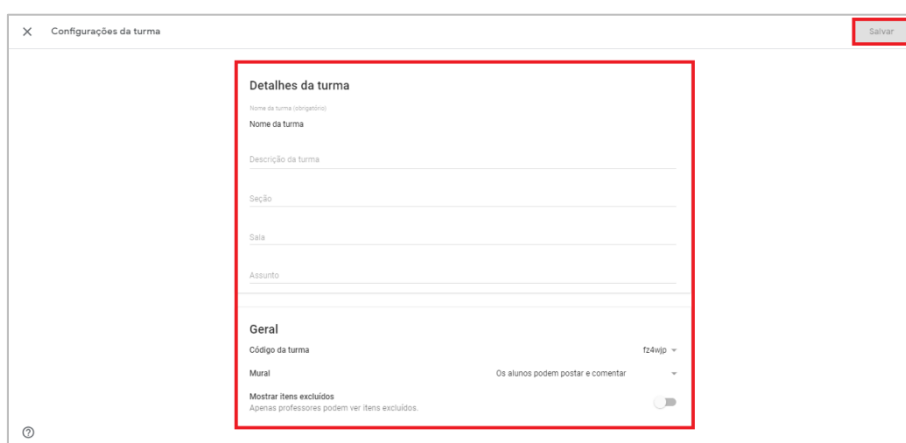 Configurações da turma
Salvar
Detalhes da turma
Nome da turma (obrigatório)
Nome da turma
Descrição da turma
Seção
Sala
Assunto
Geral
Código da turma fz4wjp
Mural Os alunos podem postar e comentar
Mostrar itens excluídos
Apenas professores podem ver itens excluídos.